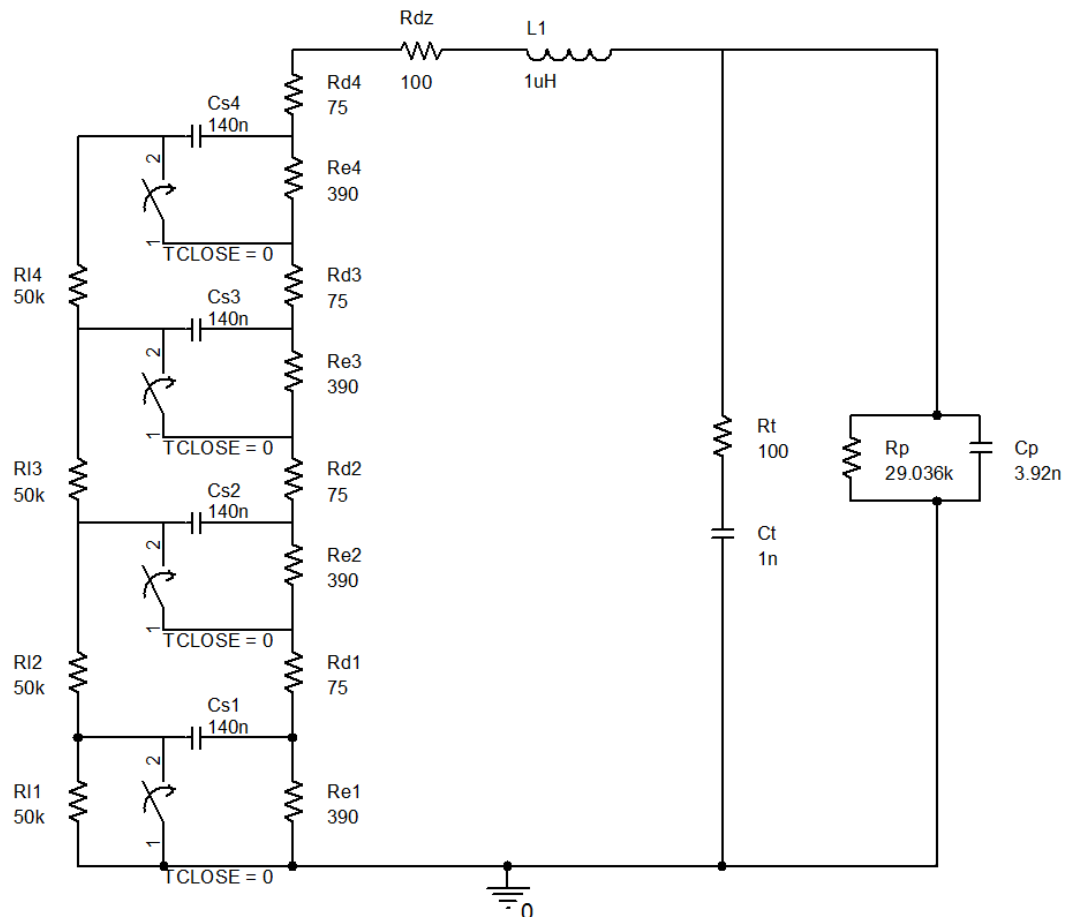 Rdz
100
L1
1uH
Rd4
75
Cs4
140n
2
1
TCLOSE = 0
Re4
390
Rl4
50k
Rd3
75
Cs3
140n
2
1
TCLOSE = 0
Re3
390
Rl3
50k
Rd2
75
Cs2
140n
2
1
TCLOSE = 0
Re2
390
Rl2
50k
Rd1
75
Cs1
140n
2
1
TCLOSE = 0
Re1
390
Rl1
50k
Rt
100
Ct
1n
Rp
29.036k
Cp
3.92n
0